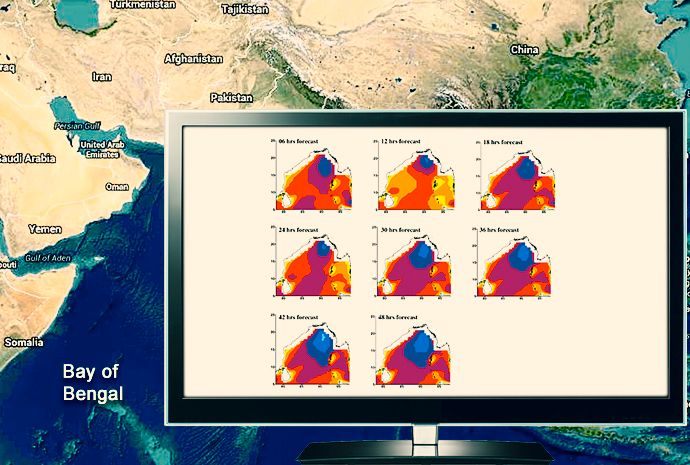 Turkmenistan
Tajikistan
China
Afghanistan
Iran
raq
Pakistan
Persian Gulf
United Arab
Emirates
Saudi Arabia
Oman
Yemen
Gulf of Aden
bouti
Somalia
Bay of
Bengal
06 hrs forecast
12 hrs forecast
18 hrs forecast
24 hrs forecast
30 hrs forecast
36 hrs forecast
42 hrs forecast
48 hrs forecast